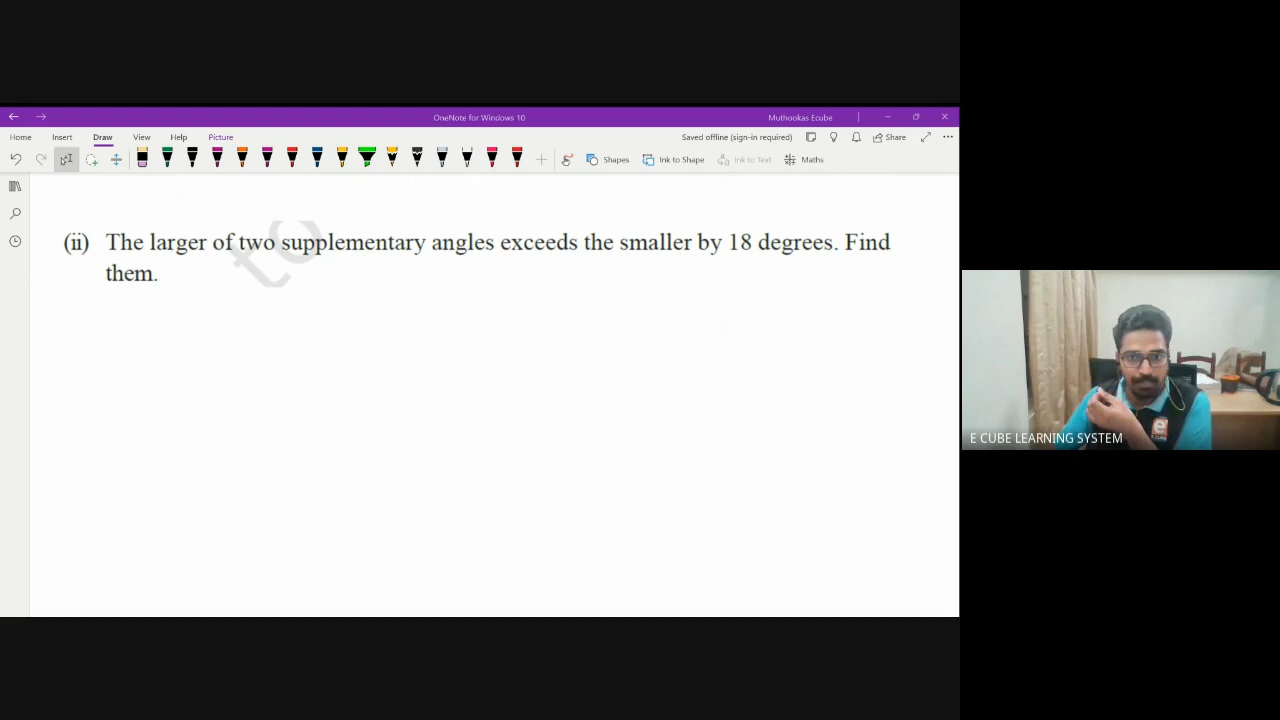 OneNote for Windows 10
Muthookas Ecube
Home Insert Draw View Help Picture
Saved offline (sign-in required)
Share
Shapes
Ink to Shape
Ink to Text
Maths
(ii) The larger of two supplementary angles exceeds the smaller by 18 degrees. Find
them.
to
E CUBE LEARNING SYSTEM